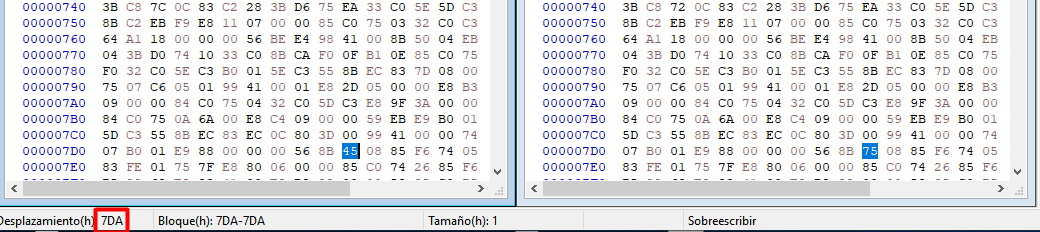 00000740 3B C8 7C 0C 83 C2 28 3B D6 75 EA 33 C0 5E 5D C3
00000750 8B C2 EB F9 E8 11 07 00 00 85 C0 75 03 32 C0 C3
00000760 64 A1 18 00 00 00 56 BE E4 98 41 00 8B 50 04 EB
00000770 04 3B D0 74 10 33 C0 8B CA F0 0F B1 0E 85 C0 75
00000780 F0 32 C0 5E C3 B0 01 5E C3 55 8B EC 83 7D 08 00
00000790 75 07 C6 05 01 99 41 00 01 E8 2D 05 00 00 E8 B3
000007A0 09 00 00 84 C0 75 04 32 C0 5D C3 E8 9F 3A 00 00
000007B0 84 C0 75 0A 6A 00 E8 C4 09 00 00 59 EB E9 B0 01
000007C0 5D C3 55 8B EC 83 EC 0C 80 3D 00 99 41 00 00 74
000007D0 07 B0 01 E9 88 00 00 00 56 8B 45 08 85 F6 74 05
000007E0 83 FE 01 75 7F E8 80 06 00 00 85 C0 74 26 85 F6
00000740 3B C8 72 0C 83 C2 28 3B D6 75 EA 33 C0 5E 5D C3
00000750 8B C2 EB F9 E8 11 07 00 00 85 C0 75 03 32 C0 C3
00000760 64 A1 18 00 00 00 56 BE E4 98 41 00 8B 50 04 EB
00000770 04 3B D0 74 10 33 C0 8B CA F0 0F B1 0E 85 C0 75
00000780 F0 32 C0 5E C3 B0 01 5E C3 55 8B EC 83 7D 08 00
00000790 75 07 C6 05 01 99 41 00 01 E8 2D 05 00 00 E8 B3
000007A0 09 00 00 84 C0 75 04 32 C0 5D C3 E8 9F 3A 00 00
000007B0 84 C0 75 0A 6A 00 E8 C4 09 00 00 59 EB E9 B0 01
000007C0 5D C3 55 8B EC 83 EC 0C 80 3D 00 99 41 00 00 74
000007D0 07 B0 01 E9 88 00 00 00 56 8B 75 08 85 F6 74 05
000007E0 83 FE 01 75 7F E8 80 06 00 00 85 C0 74 26 85 F6
Desplazamiento(h) 7DA Bloque(h): 7DA-7DA Tamaño(h): 1 Sobreescribir